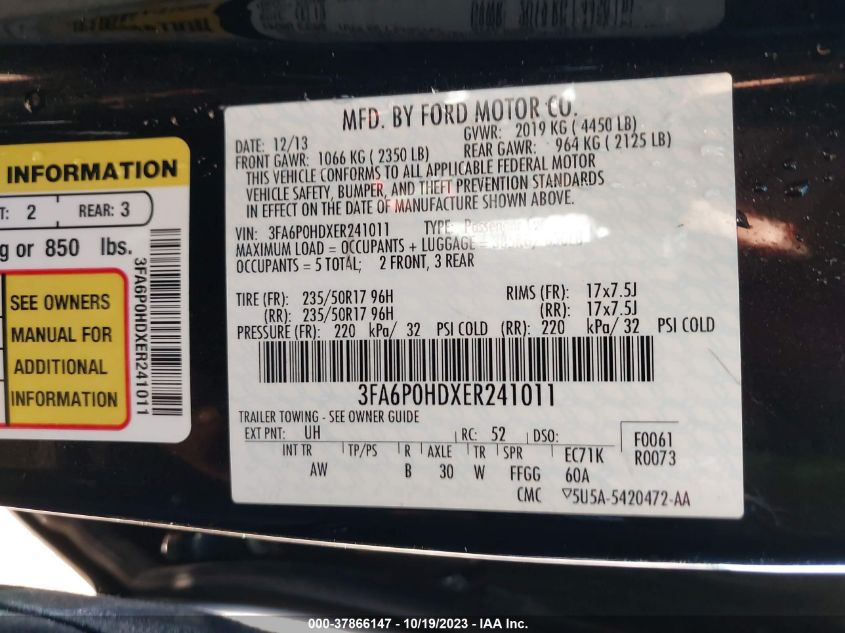 INFORMATION
T: 2 REAR: 3
g or 850 lbs.
SEE OWNERS
MANUAL FOR
ADDITIONAL
INFORMATION
3FA6P0HDXER241011
MFD. BY FORD MOTOR CO.
DATE: 12/13 GVWR: 2019 KG ( 4450 LB)
FRONT GAWR: 1066 KG ( 2350 LB) REAR GAWR: 964 KG ( 2125 LB)
THIS VEHICLE CONFORMS TO ALL APPLICABLE FEDERAL MOTOR
VEHICLE SAFETY, BUMPER, AND THEFT PREVENTION STANDARDS
IN EFFECT ON THE DATE OF MANUFACTURE SHOWN ABOVE.
VIN: 3FA6P0HDXER241011 TYPE: Passenger
MAXIMUM LOAD = OCCUPANTS + LUGGAGE =
OCCUPANTS = 5 TOTAL; 2 FRONT, 3 REAR
TIRE (FR): 235/50R17 96H RIMS (FR): 17x7.5J
(RR): 235/50R17 96H (RR): 17x7.5J
PRESSURE (FR): 220 kPa/ 32 PSI COLD (RR): 220 kPa/ 32 PSI COLD
3FA6P0HDXER241011
TRAILER TOWING - SEE OWNER GUIDE
EXT PNT: UH RC: 52 DSO: F0061
INT TR TP/PS R AXLE TR SPR EC71K R0073
AW B 30 W FFGG 60A
CMC ▽5U5A-5420472-AA
000-37866147 - 10/19/2023 - IAA Inc.